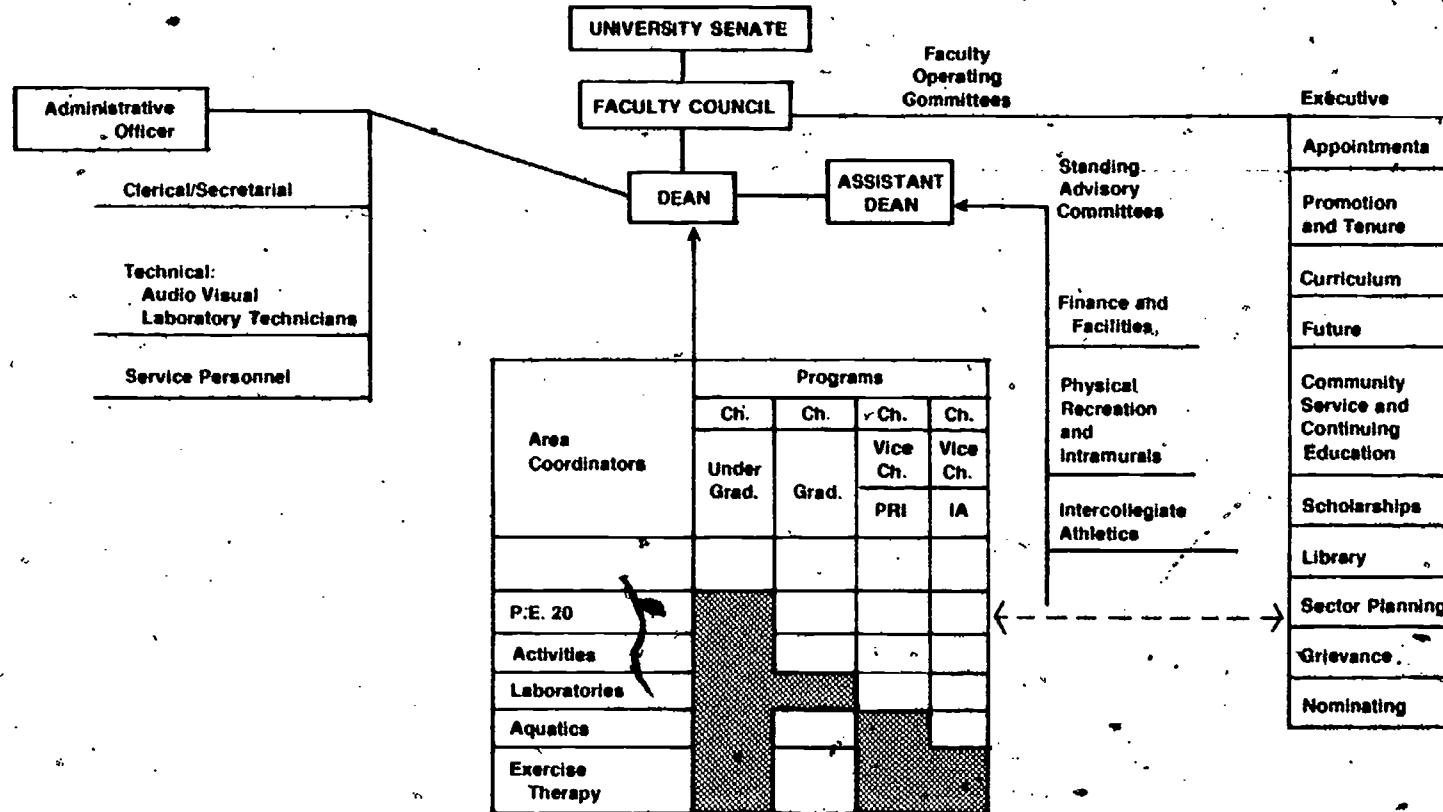 UNIVERSITY SENATE
FACULTY COUNCIL
Faculty
Operating
Gommittees
Administrative
Officer
Clerical/Secretarial
Technical:
Audio Visual
Laboratory Technicians
Service Personnel
DEAN
ASSISTANT
DEAN
Standing
Advisory
Committees
Finance and
Facilities,
Physical
Recreation
and
Intramurals
Intercollegiate
Athletics
Executive
Appointmenta
Promotion
and Tenure
Curriculum
Future
Community
Service and
Continuing
Education
Scholarships
Library
Sector Planning
Grievance
Nominating
Area
Coordinators
Programs
Ch. Ch. Ch. Ch.
Under
Grad.
Grad.
Vice
Ch.
PRI
Vice
Ch.
IA
P.E. 20
Activities
Laboratories
Aquatics
Exercise
Therapy